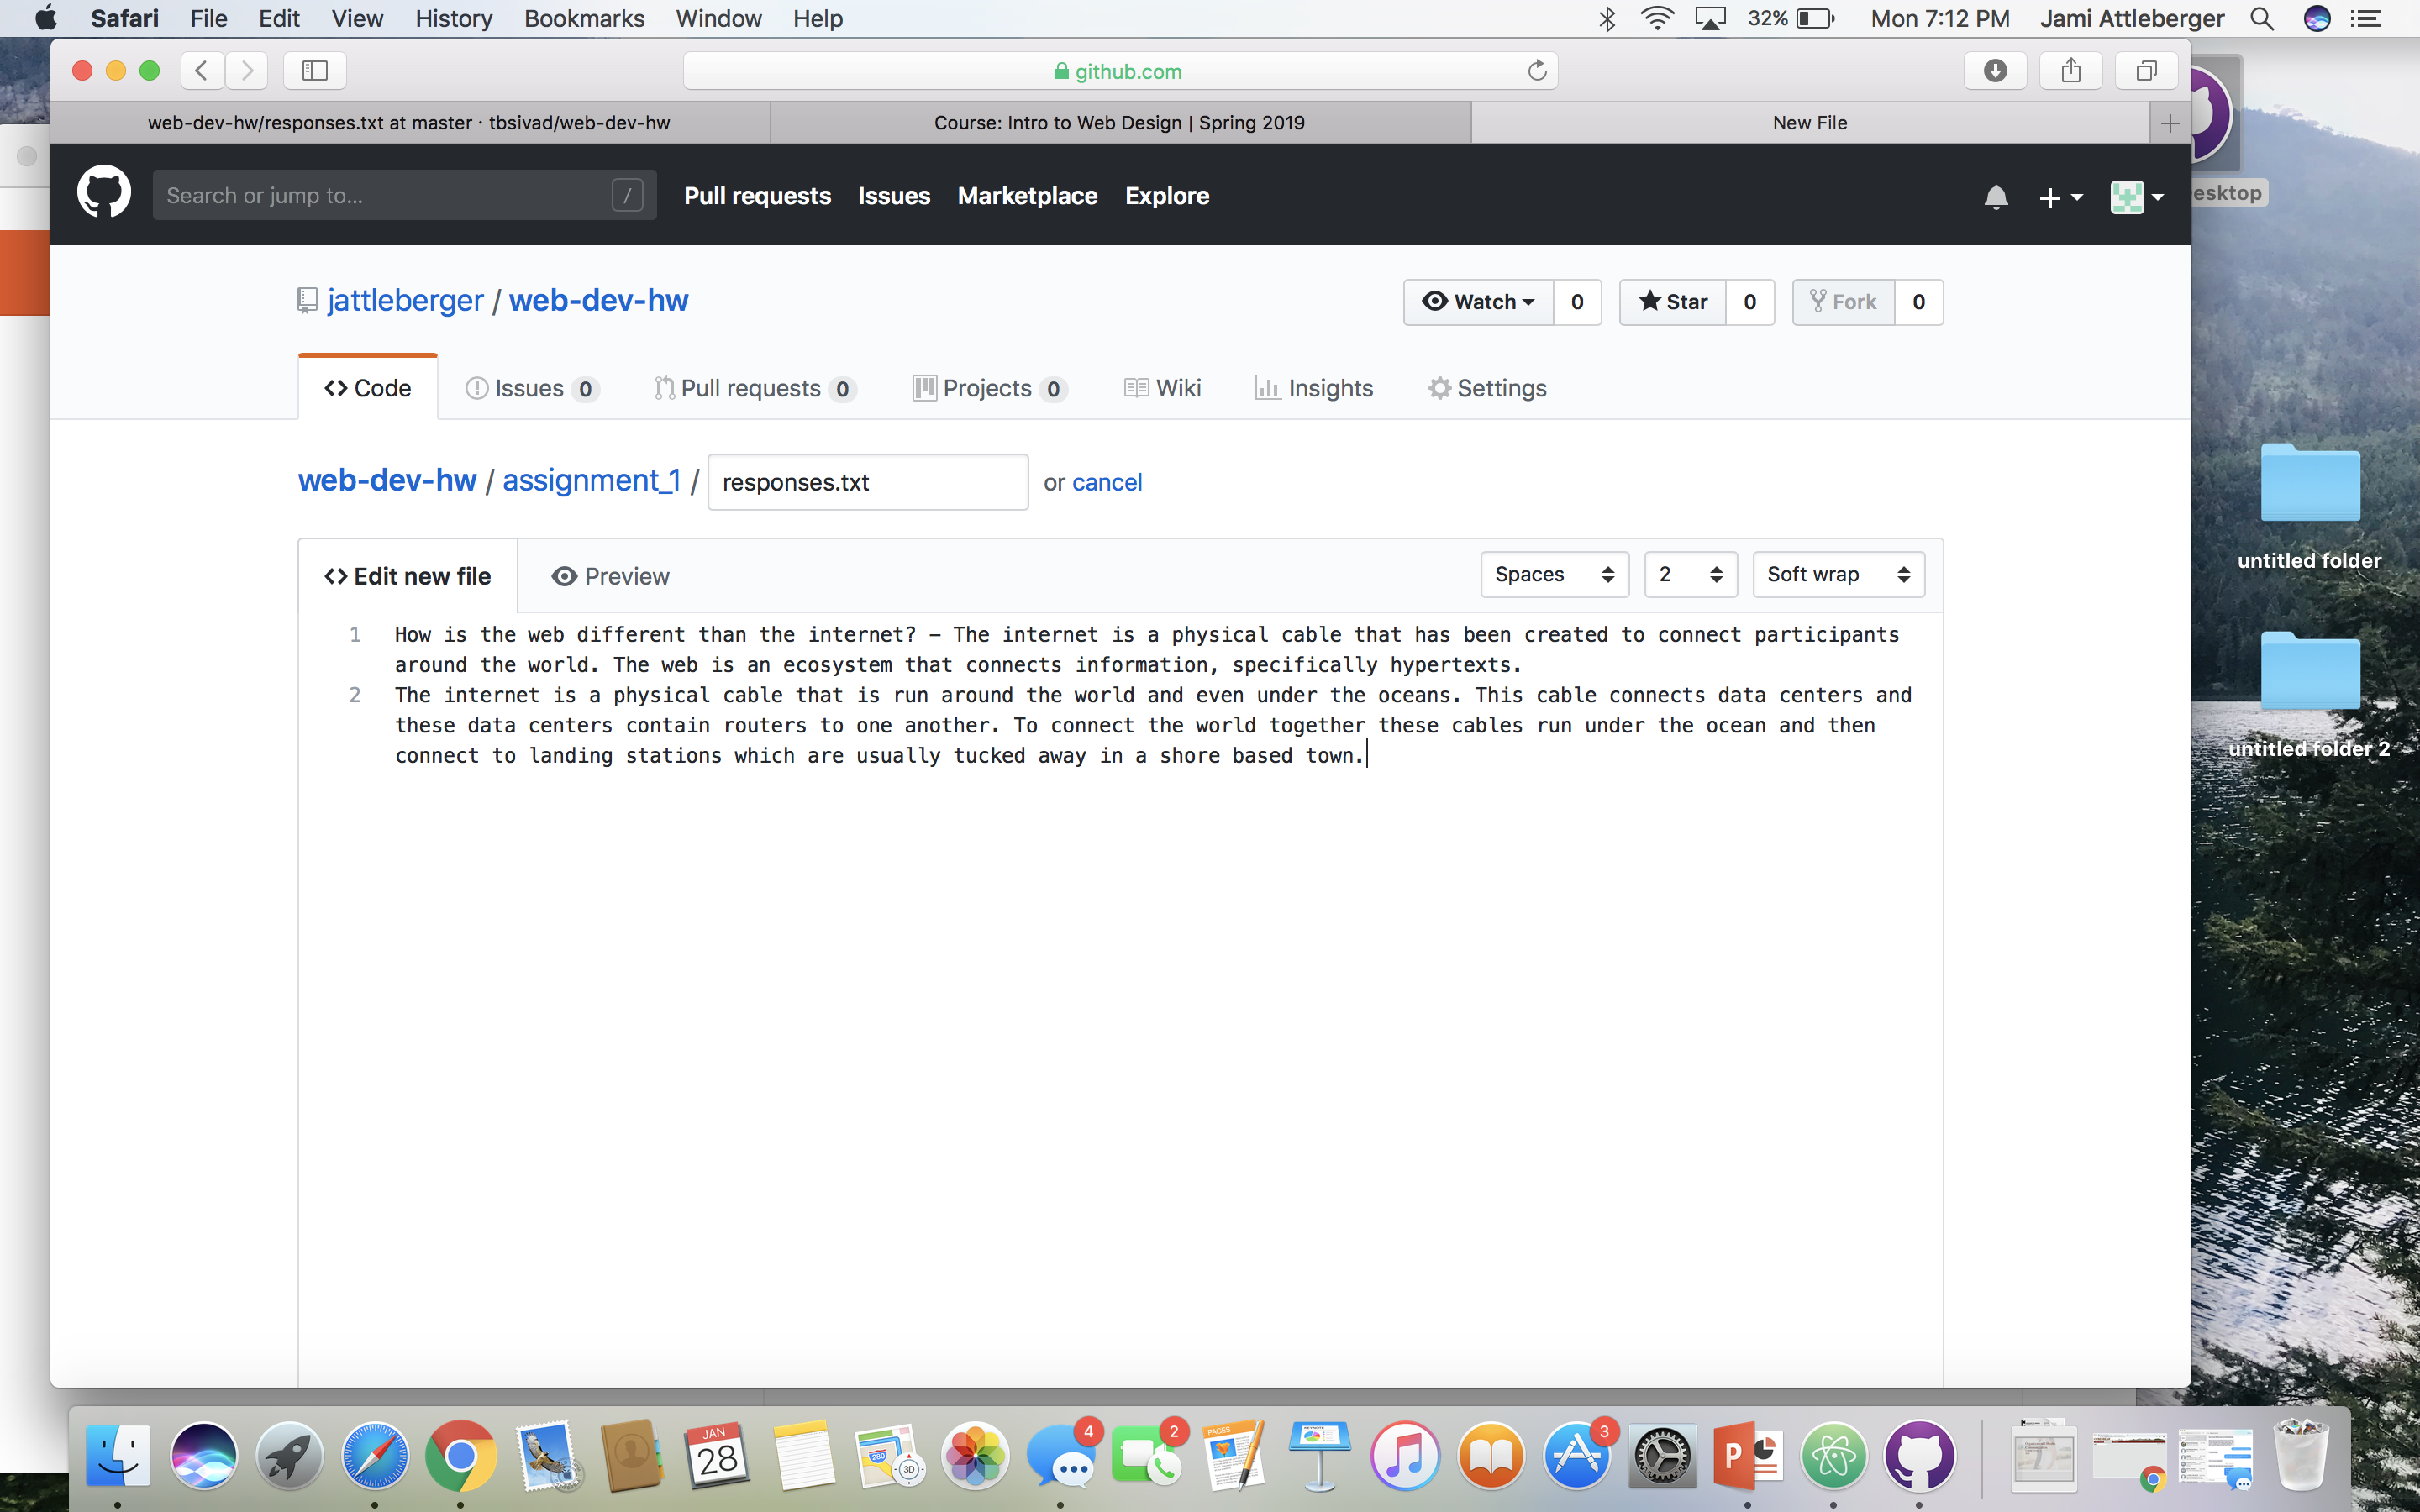 Safari File Edit View History Bookmarks Window Help 32% Mon 7:12 PM Jami Attleberger
github.com
web-dev-hw/responses.txt at master · tbsivad/web-dev-hw Course: Intro to Web Design | Spring 2019 New File +
Search or jump to... / Pull requests Issues Marketplace Explore
esktop
jattleberger / web-dev-hw Watch 0 Star 0 Fork 0
<> Code Issues 0 Pull requests 0 Projects 0 Wiki Insights Settings
web-dev-hw / assignment_1 / responses.txt or cancel
<> Edit new file Preview Spaces 2 Soft wrap
untitled folder
1 How is the web different than the internet? – The internet is a physical cable that has been created to connect participants
around the world. The web is an ecosystem that connects information, specifically hypertexts.
2 The internet is a physical cable that is run around the world and even under the oceans. This cable connects data centers and
these data centers contain routers to one another. To connect the world together these cables run under the ocean and then
connect to landing stations which are usually tucked away in a shore based town.
untitled folder 2
JAN
28
280
3D
4
2
PAGES
3
P